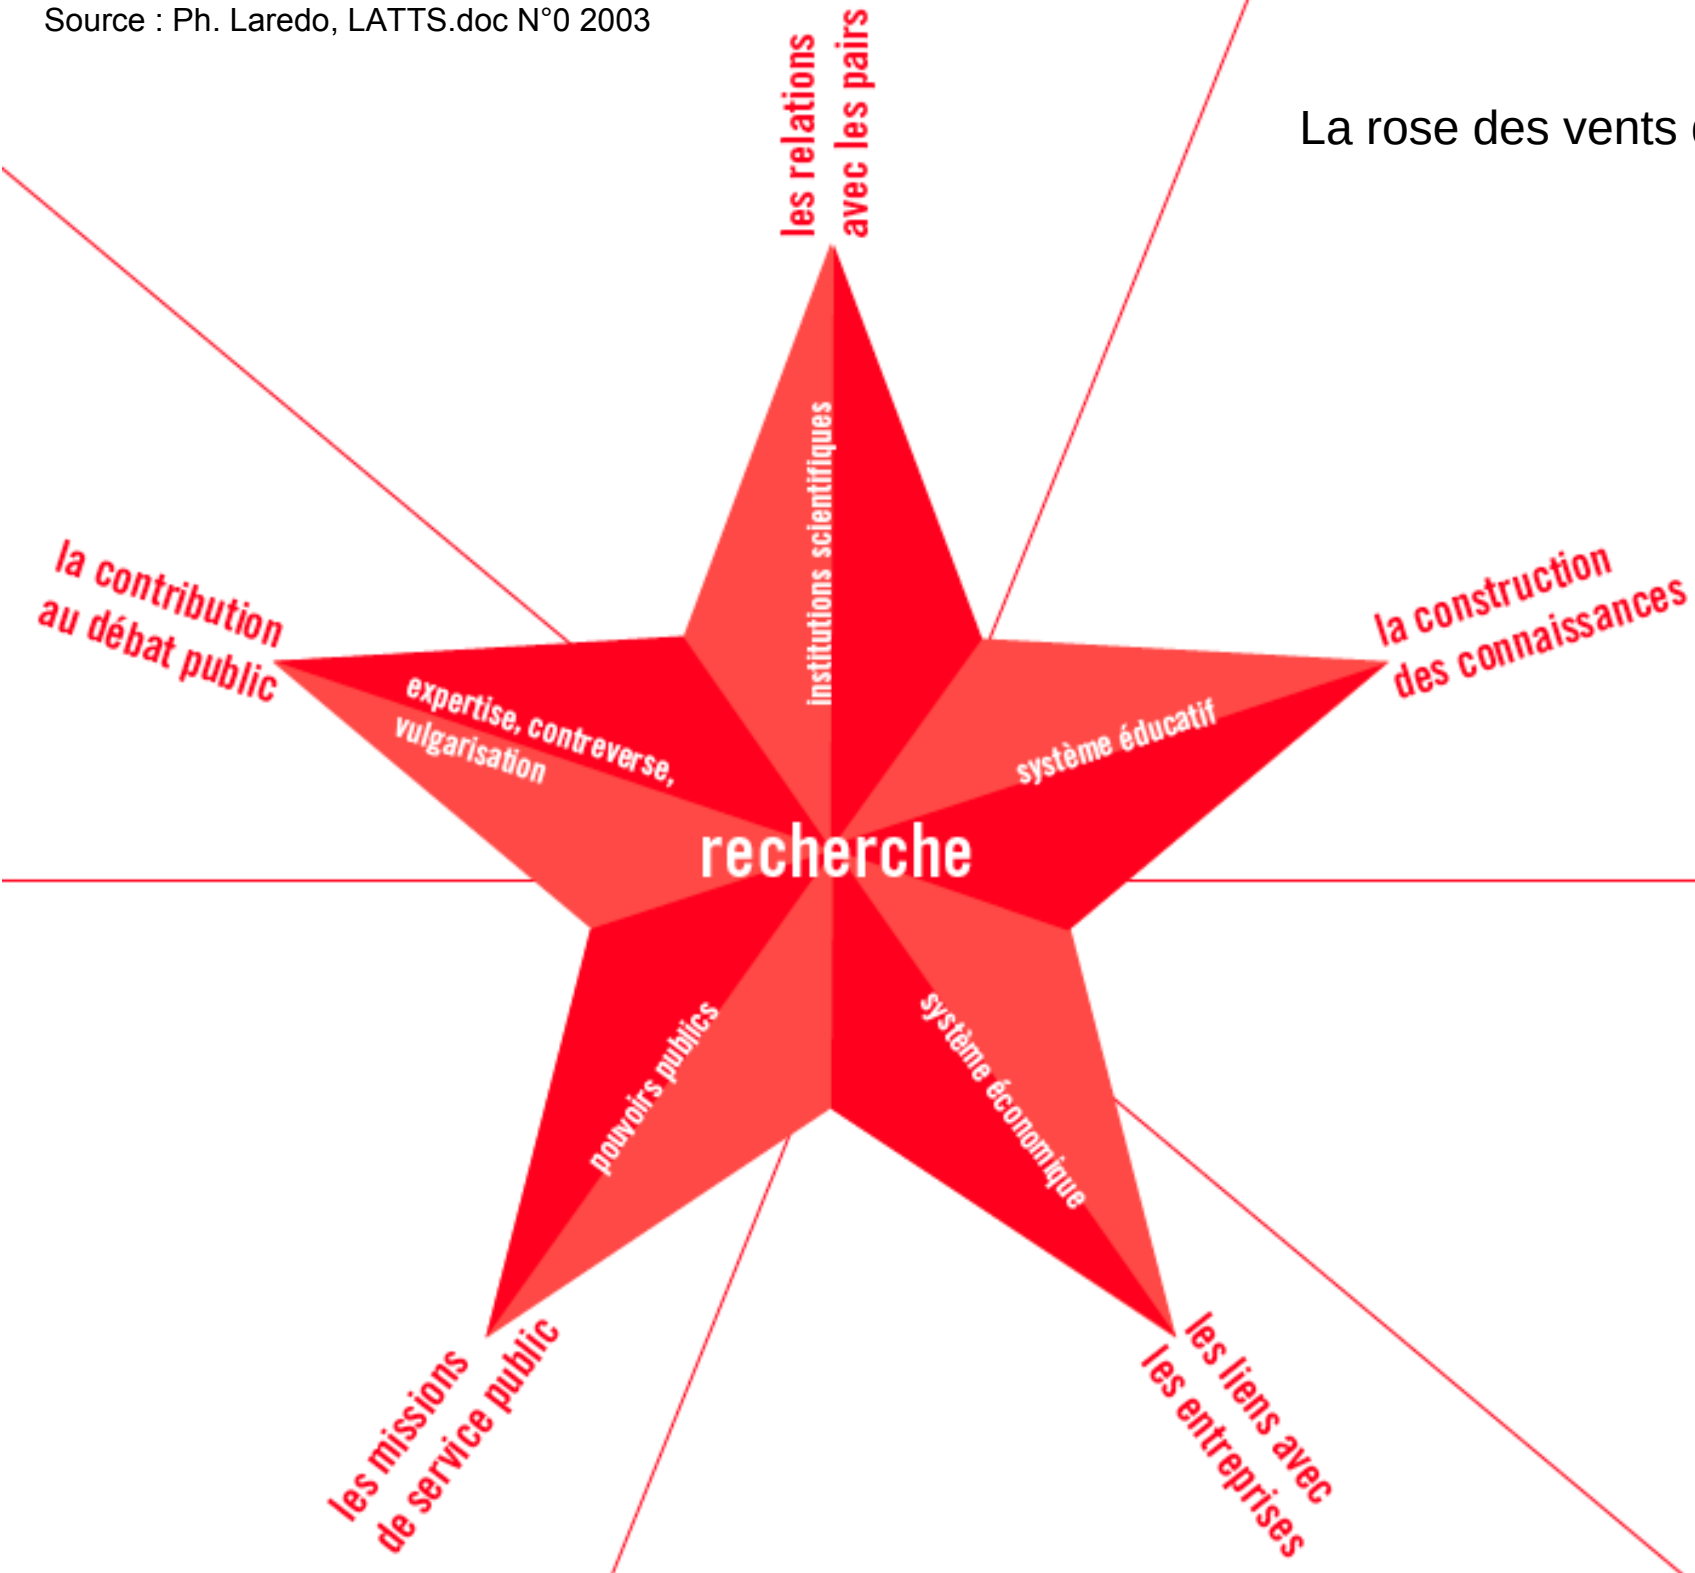 Source : Ph. Laredo, LATTS.doc N°0 2003
La rose des vents
les relations
avec les pairs
institutions scientifiques
la contribution
au débat public
expertise, contreverse,
vulgarisation
la construction
des connaissances
système éducatif
recherche
pouvoirs publics
système économique
les missions
de service public
les liens avec
les entreprises